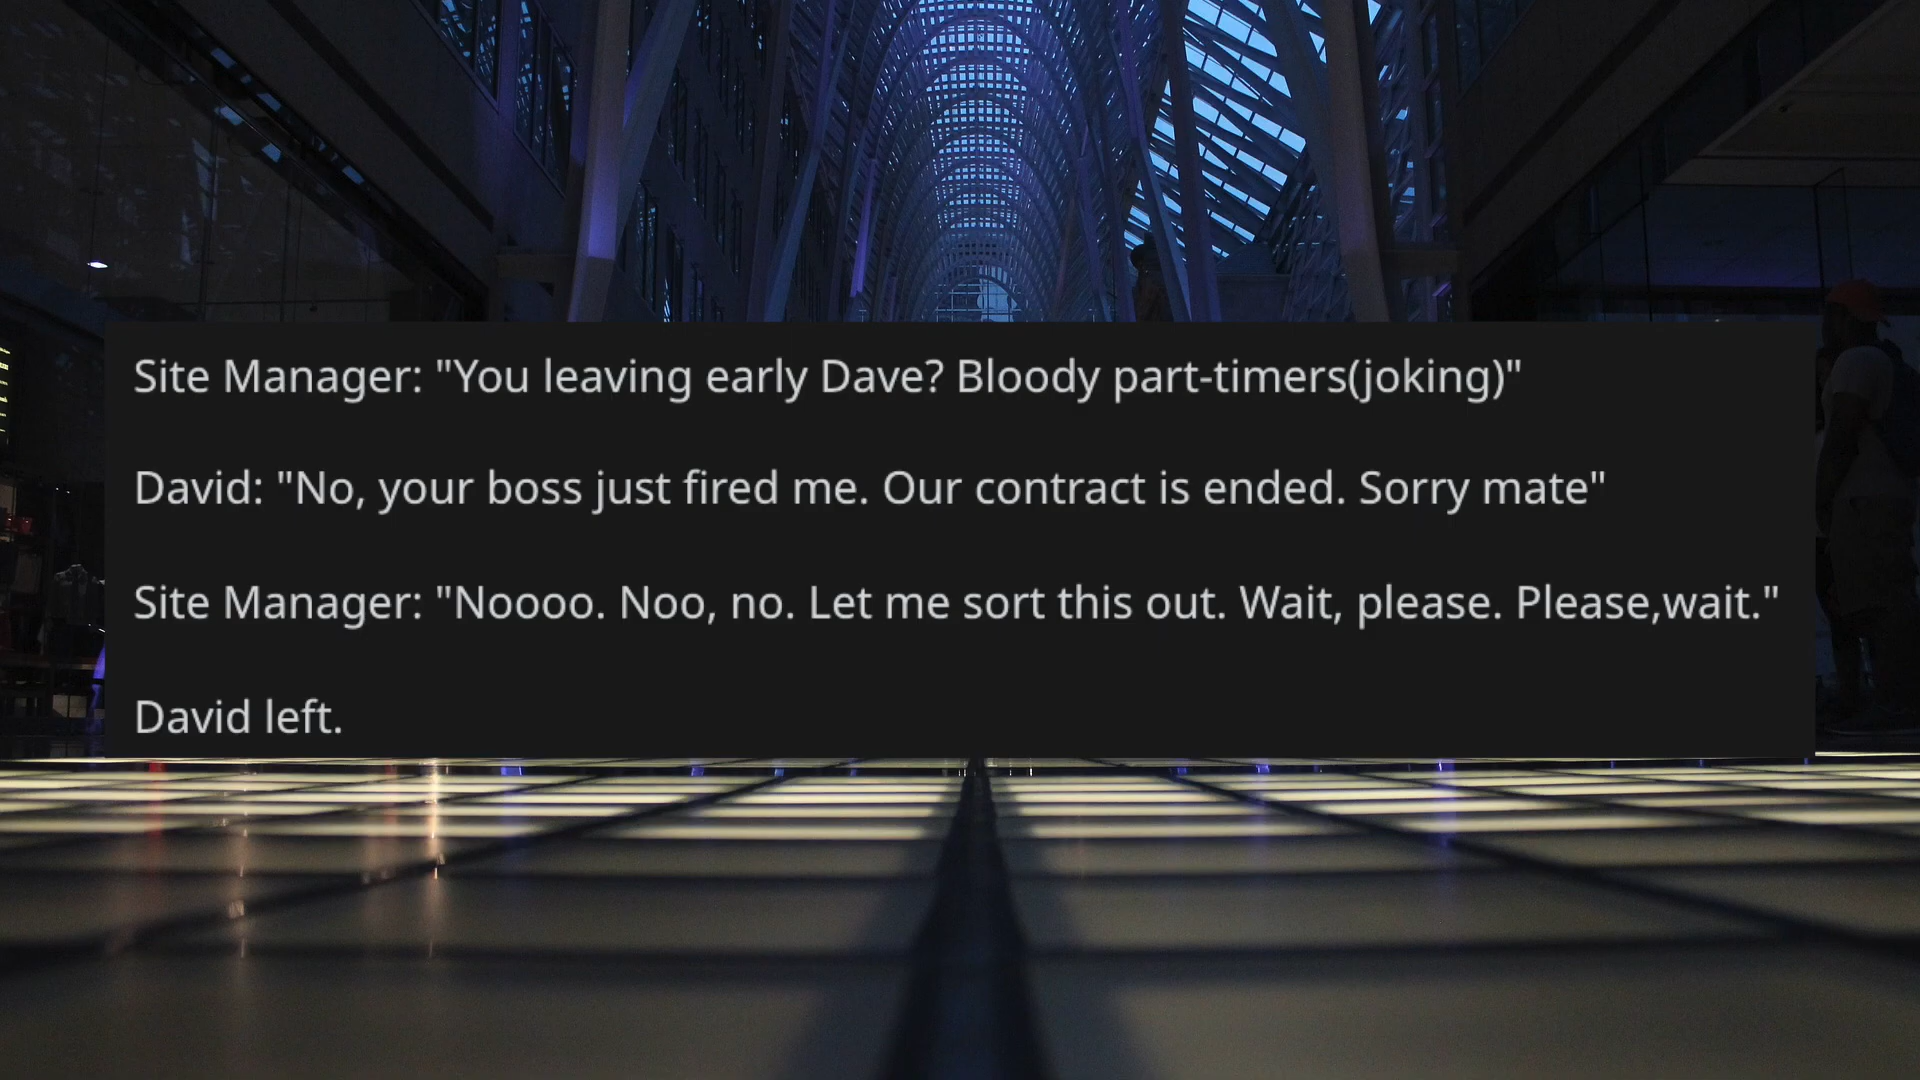 Site Manager: "You leaving early Dave? Bloody part-timers(joking)"
David: "No, your boss just fired me. Our contract is ended. Sorry mate"
Site Manager: "Noooo. Noo, no. Let me sort this out. Wait, please. Please,wait."
David left.